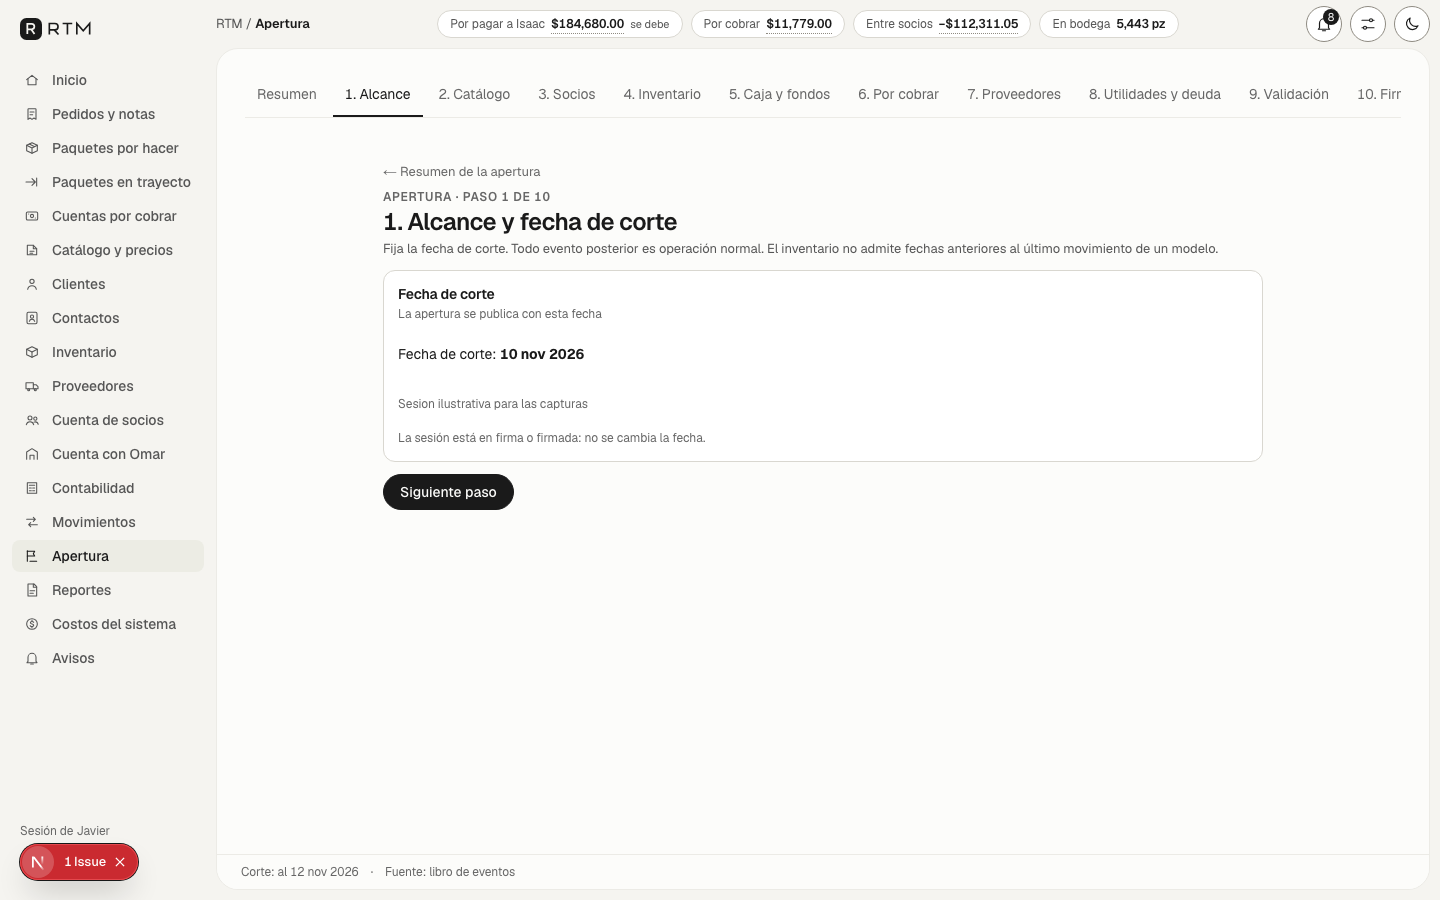 R RTM
RTM / Apertura
Por pagar a Isaac $184,680.00 se debe
Por cobrar $11,779.00
Entre socios −$112,311.05
En bodega 5,443 pz
8
Inicio
Pedidos y notas
Paquetes por hacer
Paquetes en trayecto
Cuentas por cobrar
Catálogo y precios
Clientes
Contactos
Inventario
Proveedores
Cuenta de socios
Cuenta con Omar
Contabilidad
Movimientos
Apertura
Reportes
Costos del sistema
Avisos
Sesión de Javier
N 1 Issue ×
Resumen
1. Alcance
2. Catálogo
3. Socios
4. Inventario
5. Caja y fondos
6. Por cobrar
7. Proveedores
8. Utilidades y deuda
9. Validación
10. Firr
← Resumen de la apertura
APERTURA · PASO 1 DE 10
1. Alcance y fecha de corte
Fija la fecha de corte. Todo evento posterior es operación normal. El inventario no admite fechas anteriores al último movimiento de un modelo.
Fecha de corte
La apertura se publica con esta fecha
Fecha de corte: 10 nov 2026
Sesion ilustrativa para las capturas
La sesión está en firma o firmada: no se cambia la fecha.
Siguiente paso
Corte: al 12 nov 2026 · Fuente: libro de eventos